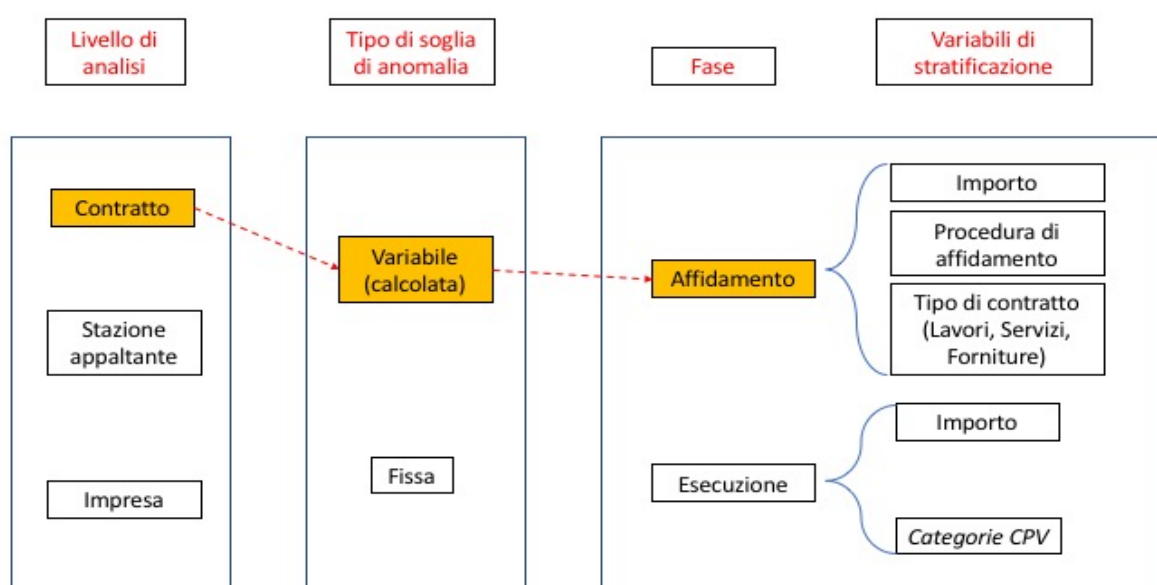 Livello di
analisi
Tipo di soglia
di anomalia
Fase
Variabili di
stratificazione
Contratto
Stazione
appaltante
Impresa
Variabile
(calcolata)
Fissa
Affidamento
Importo
Procedura di
affidamento
Tipo di contratto
(Lavori, Servizi,
Forniture)
Esecuzione
Importo
Categorie CPV